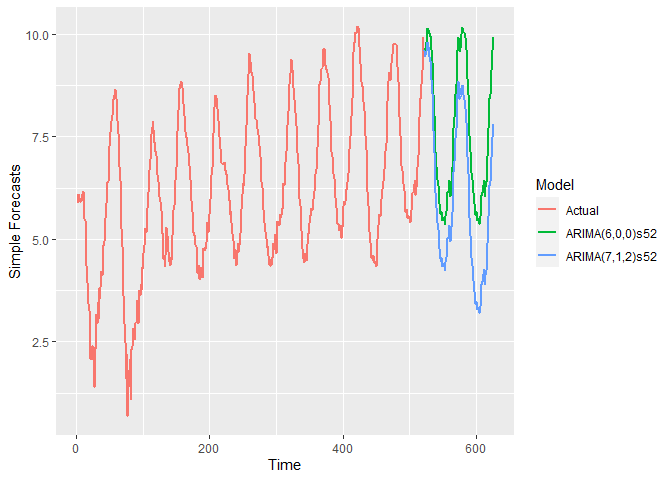 10.0
7.5
5.0
2.5
Simple Forecasts
0
200
400
600
Time
Model
Actual
ARIMA(6,0,0)s52
ARIMA(7,1,2)s52